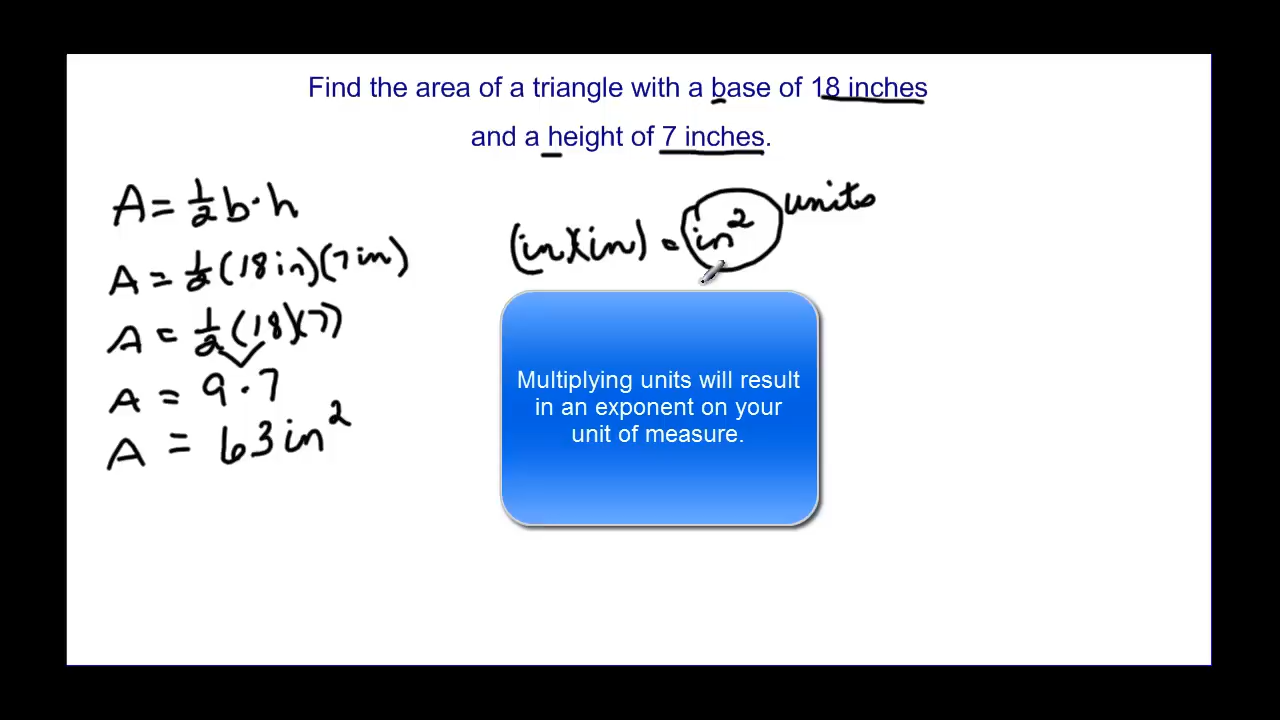 Find the area of a triangle with a base of 18 inches
and a height of 7 inches.
A = 1/2 b · h
A = 1/2 (18 in)(7 in)
A = 1/2 (18)(7)
A = 9 · 7
A = 63 in²
(in)(in) = in² units
Multiplying units will result
in an exponent on your
unit of measure.